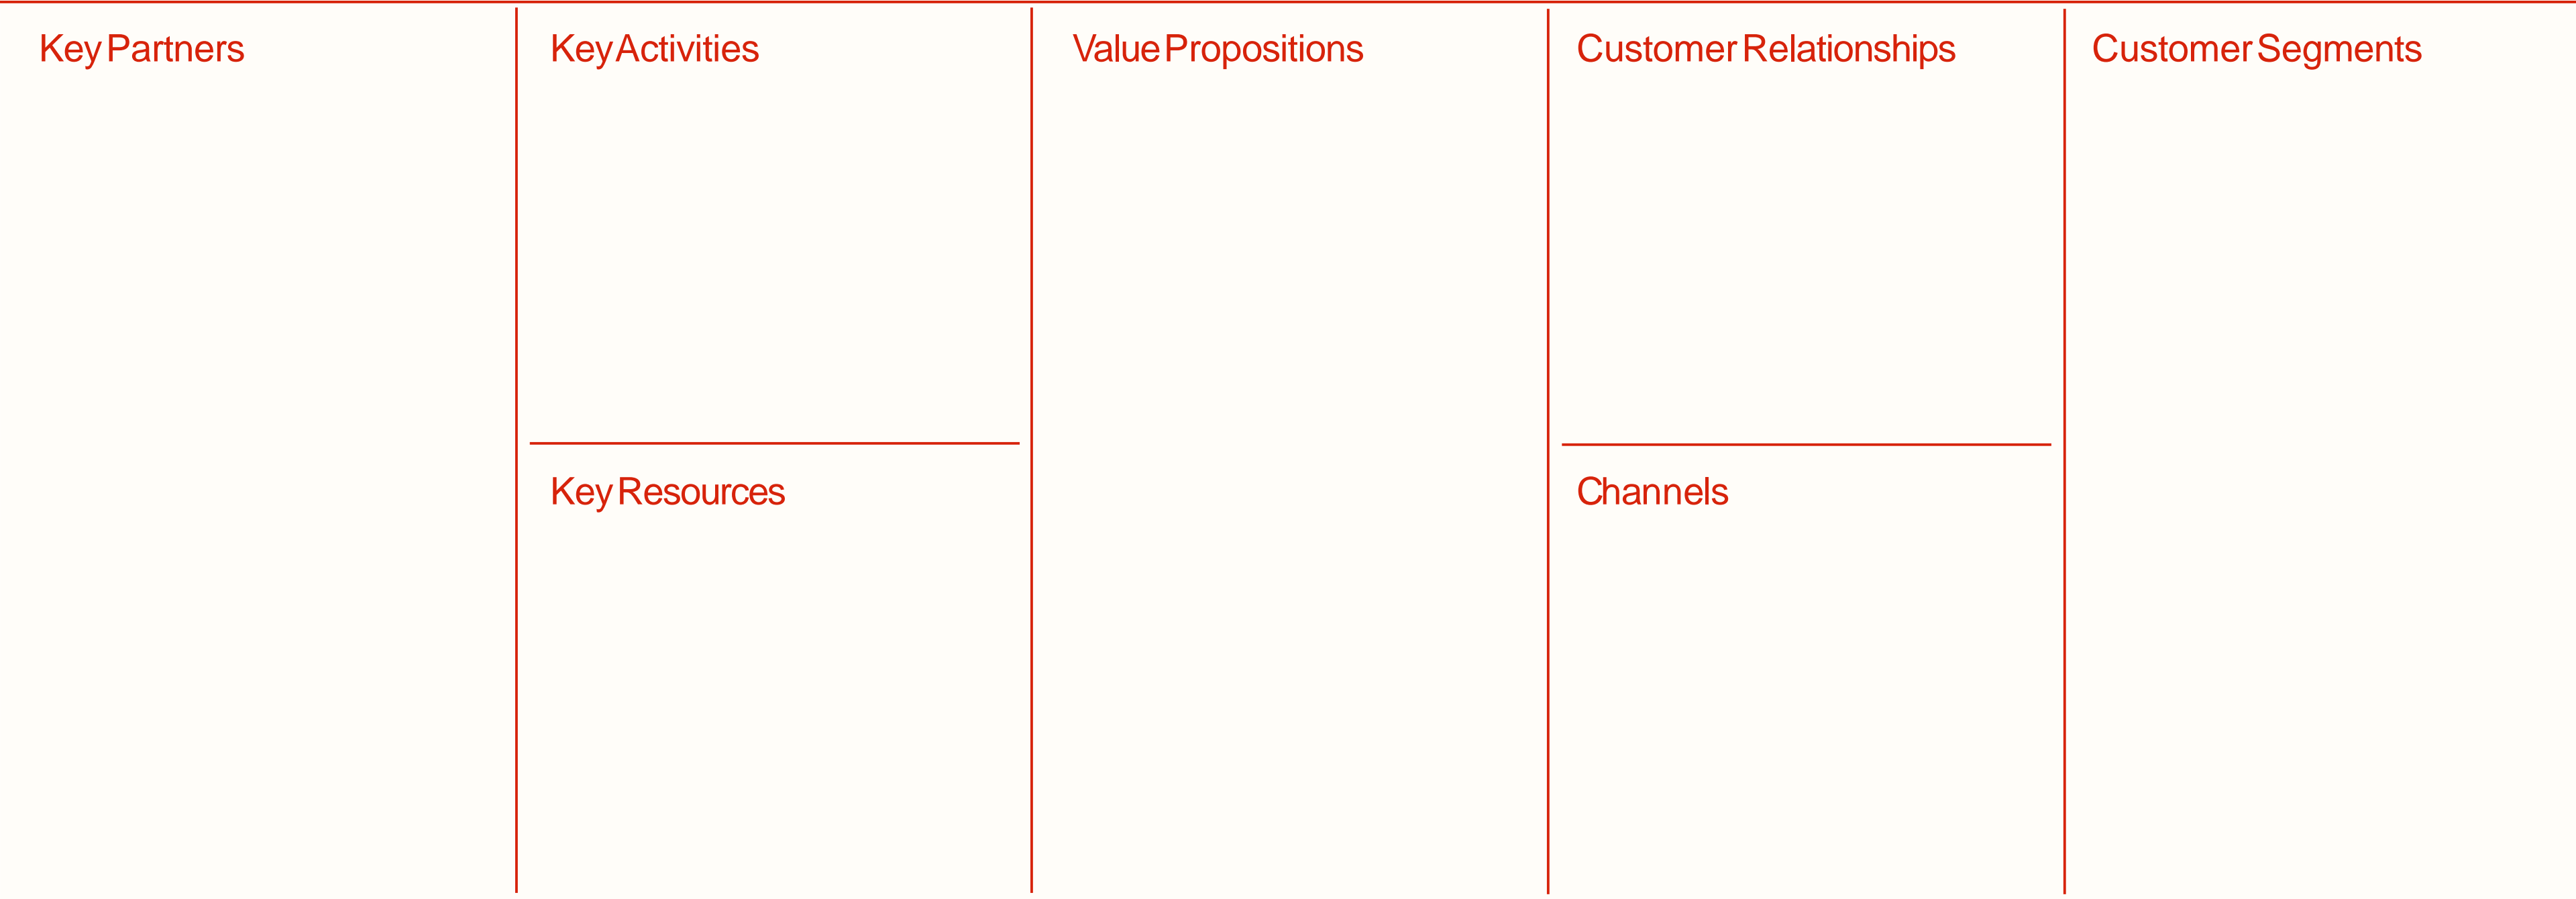 Key Partners
Key Activities
Value Propositions
Customer Relationships
Customer Segments
Key Resources
Channels